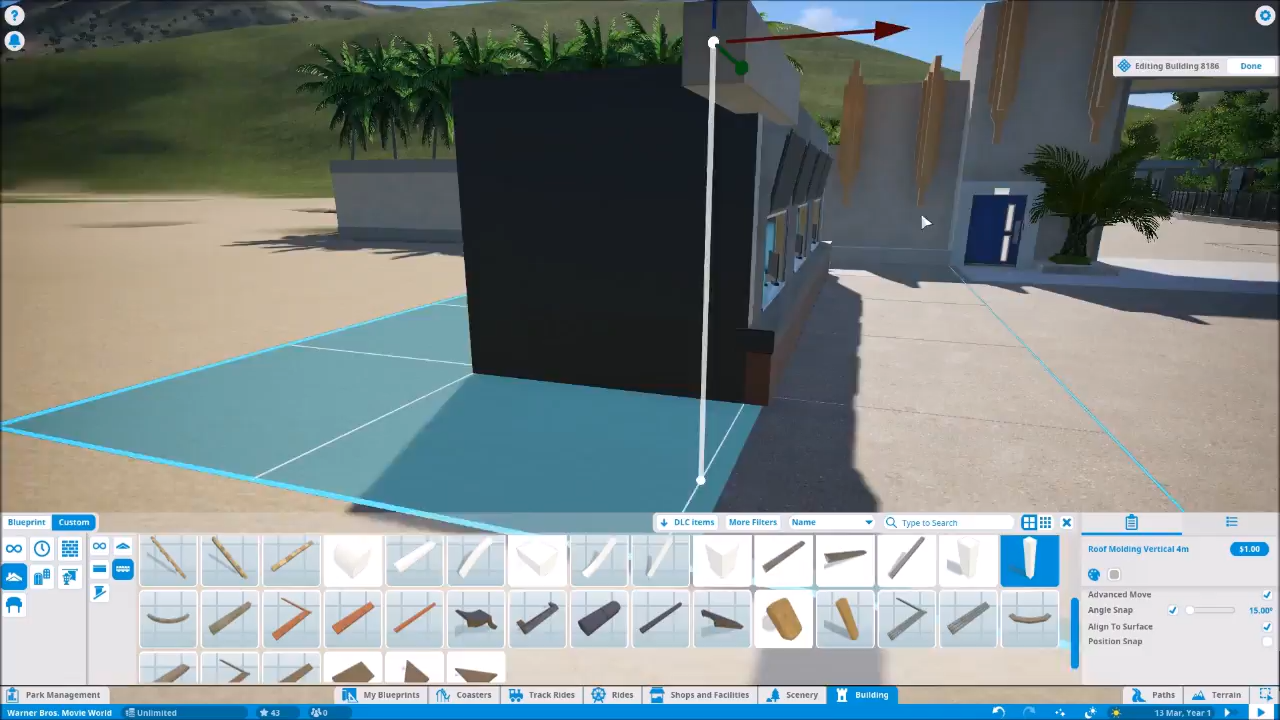 Editing Building 8186 Done
Blueprint Custom
DLC items More Filters Name Type to Search
Roof Molding Vertical 4m $1.00
Advanced Move
Angle Snap 15.00°
Align To Surface
Position Snap
Park Management My Blueprints Coasters Track Rides Rides Shops and Facilities Scenery Building Paths Terrain
Warner Bros. Movie World Unlimited 43 0 13 Mar, Year 1